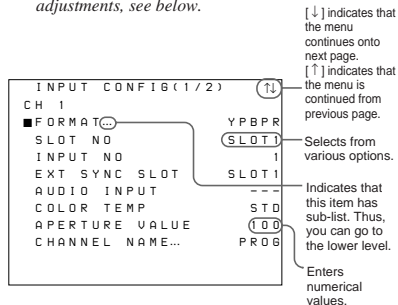 adjustments, see below.
[↓] indicates that
the menu
continues onto
next page.
[↑] indicates that
the menu is
continued from
previous page.
INPUT CONFIG(1/2) ↑↓
CH 1
■FORMAT... YPBPR
SLOT NO SLOT1
INPUT NO 1
EXT SYNC SLOT SLOT1
AUDIO INPUT ---
COLOR TEMP STD
APERTURE VALUE 100
CHANNEL NAME... PROG
Selects from
various options.
Indicates that
this item has
sub-list. Thus,
you can go to
the lower level.
Enters
numerical
values.